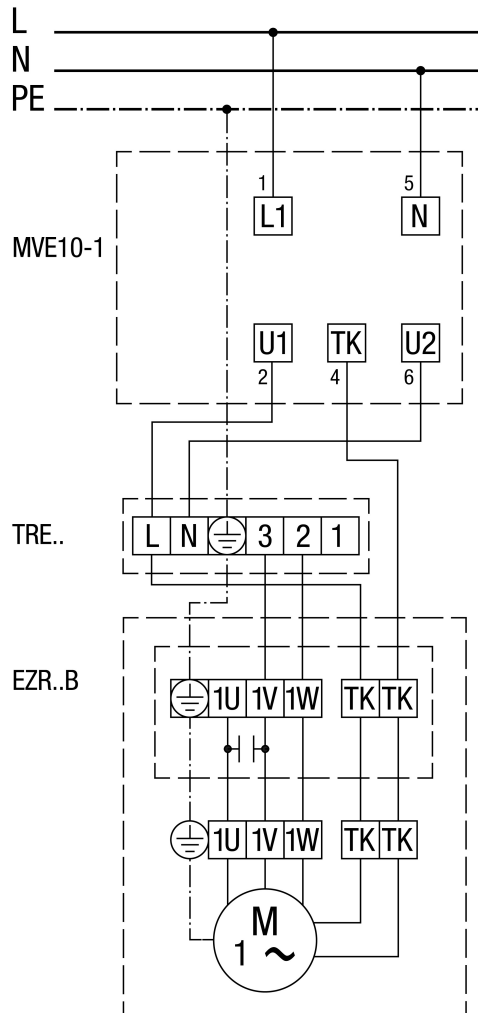 L
N
PE
1 5
L1 N
MVE10-1
U1 TK U2
2 4 6
TRE..
L N 3 2 1
EZR..B
1U 1V 1W TK TK
1U 1V 1W TK TK
M
1 ~